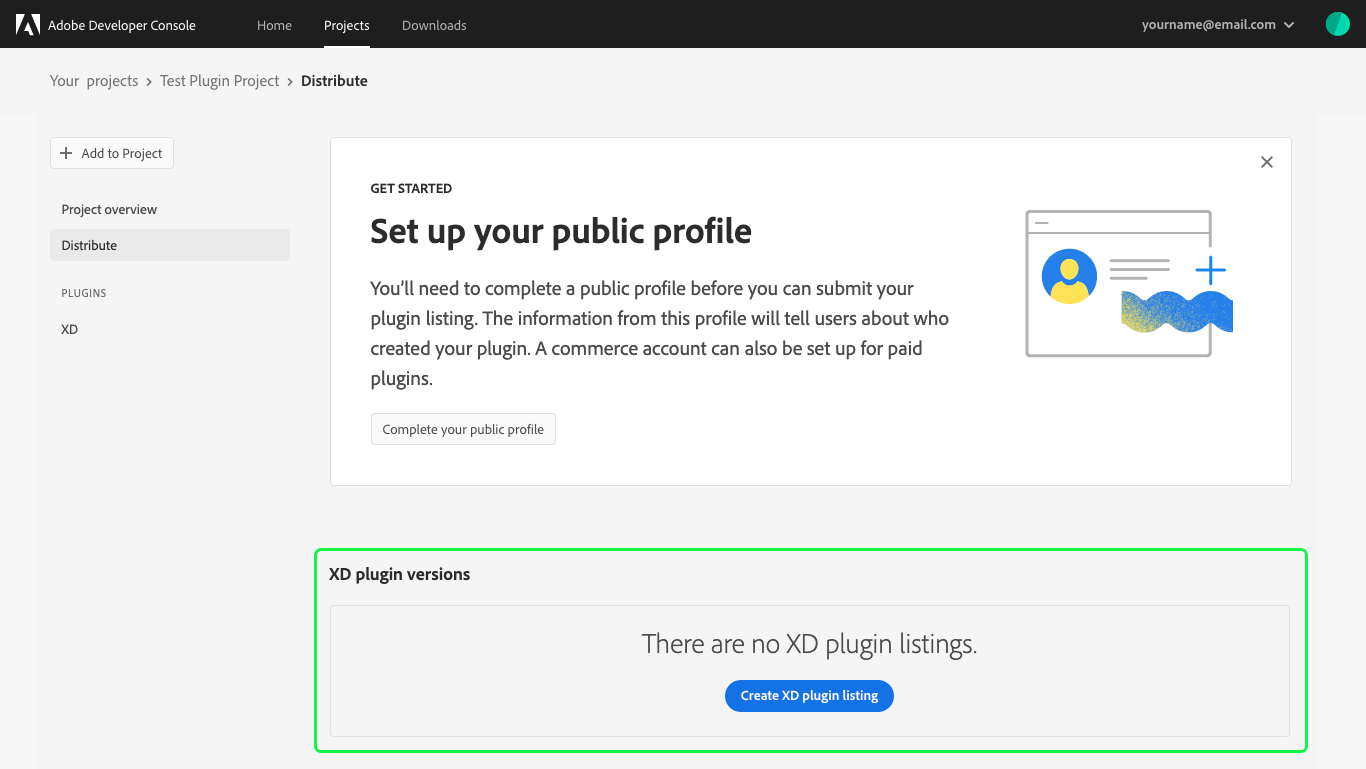 Adobe Developer Console
Home
Projects
Downloads
yourname@email.com
Your projects > Test Plugin Project > Distribute
Add to Project
Project overview
Distribute
PLUGINS
XD
GET STARTED
Set up your public profile
You’ll need to complete a public profile before you can submit your
plugin listing. The information from this profile will tell users about who
created your plugin. A commerce account can also be set up for paid
plugins.
Complete your public profile
XD plugin versions
There are no XD plugin listings.
Create XD plugin listing